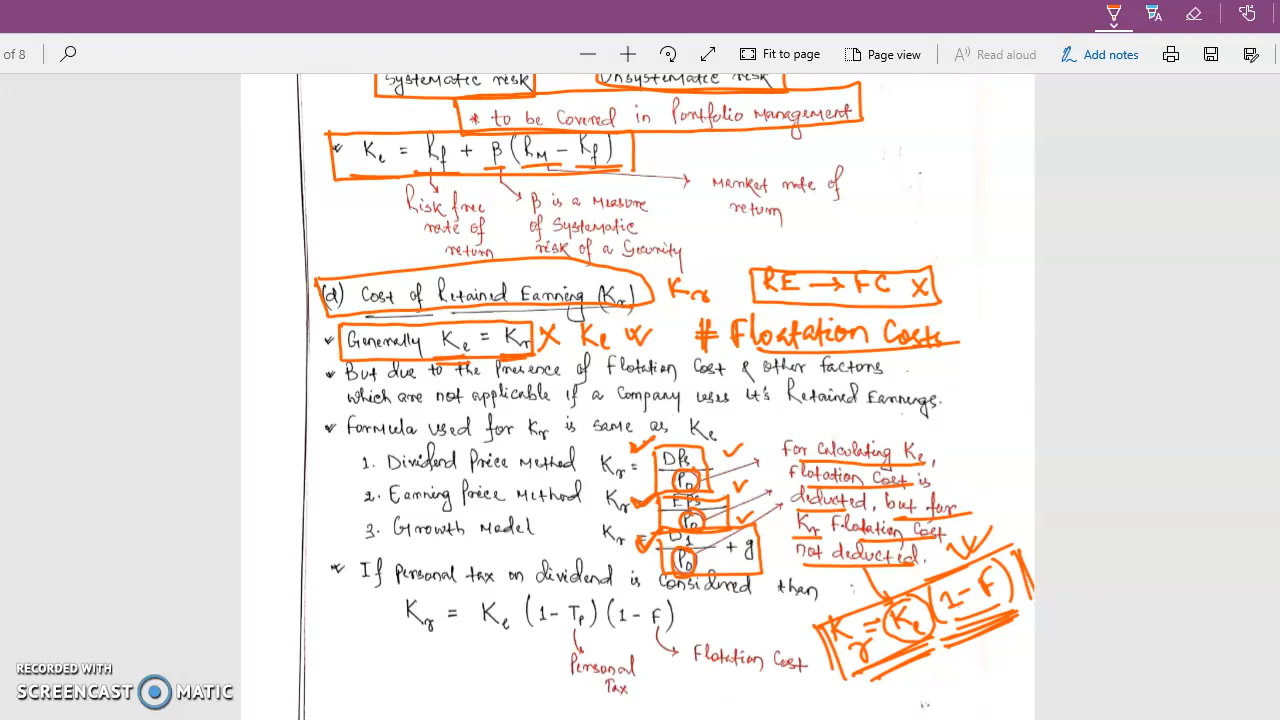 of 8
Fit to page
Page view
Read aloud
Add notes
Systematic risk Unsystematic risk
* to be Covered in Portfolio Management
Ke = Rf + β (RM - Rf)
Market rate of
return
Risk free
rate of
return
β is a Measure
of Systematic
risk of a Security
(d) Cost of Retained Earning (Kr) Kr RE → FC X
Generally Ke = Kr X Ke # Floatation Costs
But due to the Presence of Flotation Cost & other factors
which are not applicable if a Company uses it's Retained Earnings.
Formula used for Kr is same as Ke
1. Dividend Price Method Kr = DPS / P0
2. Earning Price Method Kr = EPS / P0
3. Growth Model Kr = D1 / P0 + g
For calculating Ke,
flotation Cost is
deducted, but for
Kr Flotation Cost
not deducted.
If Personal tax on dividend is Considered than :
Kr = Ke (1 - F)
Kr = Ke (1 - Tp) (1 - F)
Personal
Tax
Flotation Cost
RECORDED WITH
SCREENCAST MATIC